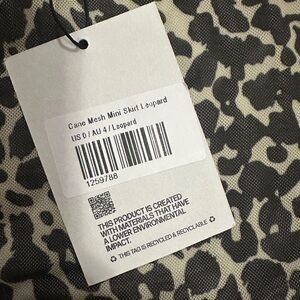 Cane Mesh Mini Skirt Leopard
US 0 / AU 4 / Leopard
1259788
THIS PRODUCT IS CREATED
WITH MATERIALS THAT HAVE
A LOWER ENVIRONMENTAL
IMPACT.
THIS TAG IS RECYCLED & RECYCLABLE